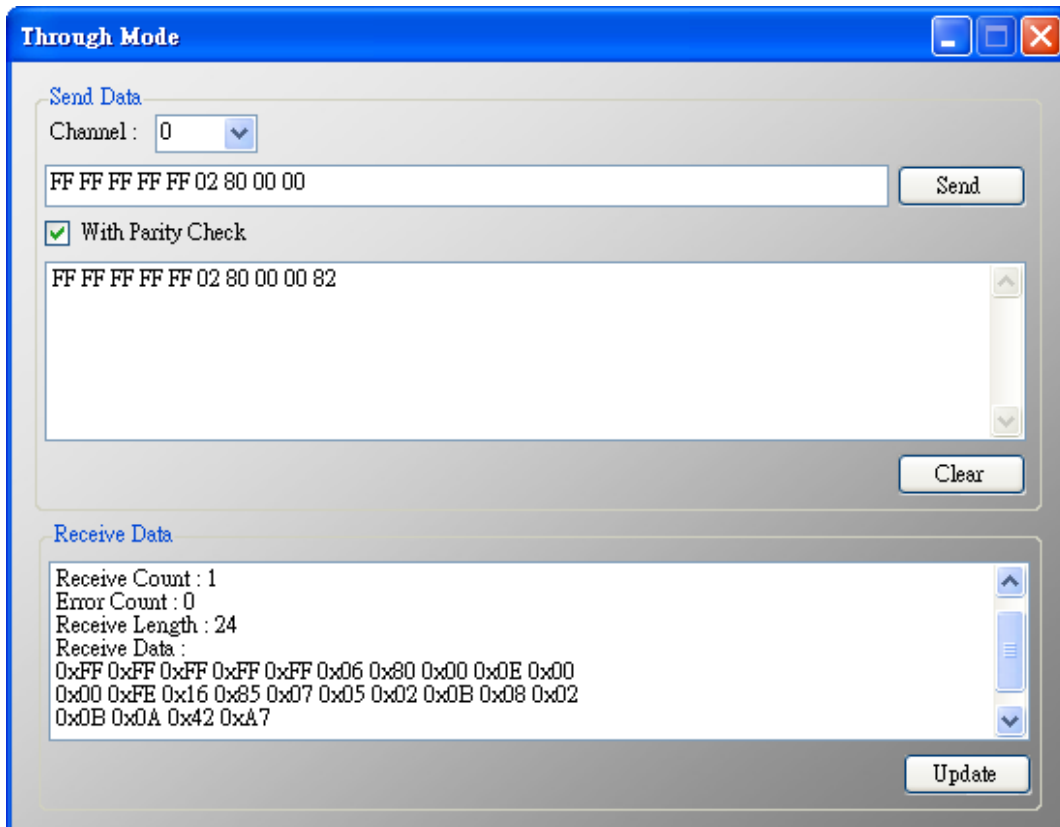 Through Mode
Send Data
Channel : 0
FF FF FF FF FF 02 80 00 00
Send
With Parity Check
FF FF FF FF FF 02 80 00 00 82
Clear
Receive Data
Receive Count : 1
Error Count : 0
Receive Length : 24
Receive Data :
0xFF 0xFF 0xFF 0xFF 0xFF 0x06 0x80 0x00 0x0E 0x00
0x00 0xFE 0x16 0x85 0x07 0x05 0x02 0x0B 0x08 0x02
0x0B 0x0A 0x42 0xA7
Update